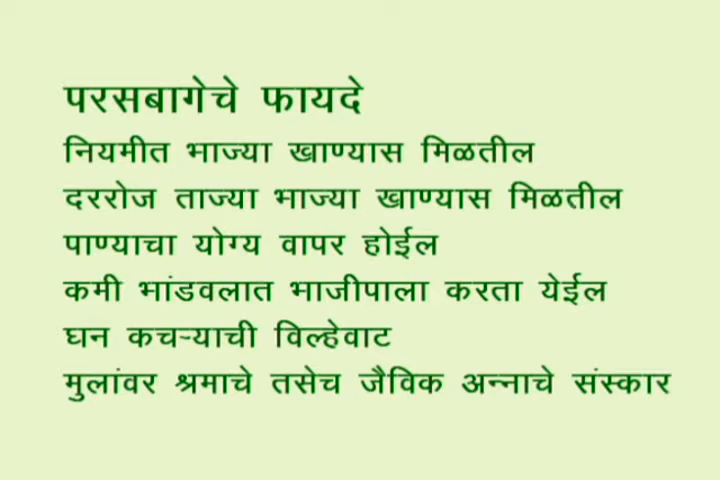 परसबागेचे फायदे
नियमीत भाज्या खाण्यास मिळतील
दररोज ताज्या भाज्या खाण्यास मिळतील
पाण्याचा योग्य वापर होईल
कमी भांडवलात भाजीपाला करता येईल
घन कचऱ्याची विल्हेवाट
मुलांवर श्रमाचे तसेच जैविक अन्नाचे संस्कार